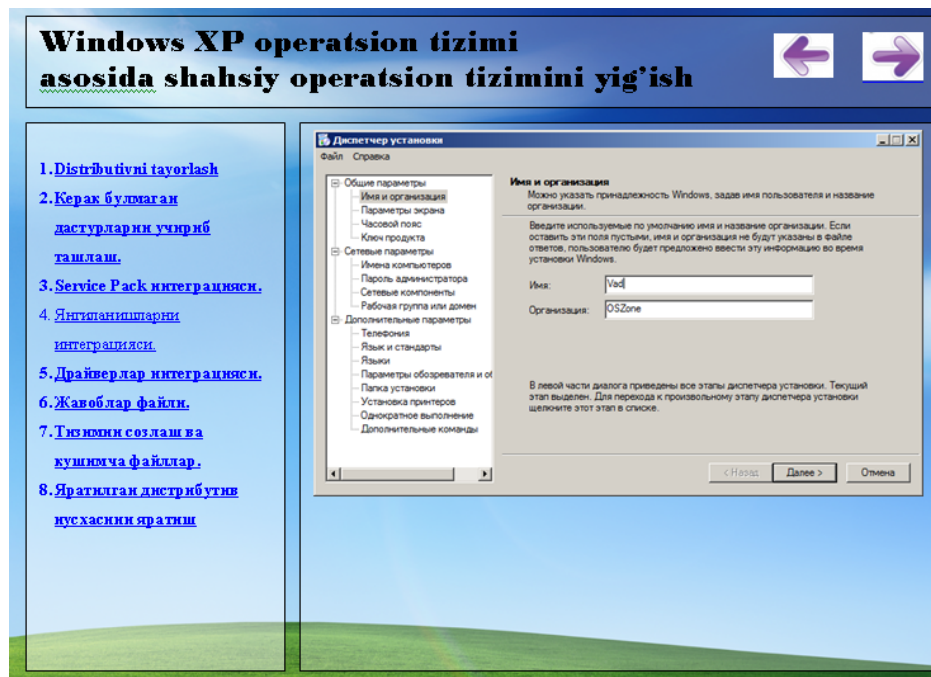 Windows XP operatsion tizimi
asosida shahsiy operatsion tizimini yig’ish
1. Distributivni tayorlash
2. Керак булмаган
дастурларни учириб
ташлаш.
3. Service Pack интеграцияси.
4. Янгиланишларни
интеграцияси.
5. Драйверлар интеграцияси.
6. Жавоблар файли.
7. Тизимни созлаш ва
кушимча файллар.
8. Яратилган дистрибутив
нусхасини яратиш
Диспетчер установки
Файл Справка
Общие параметры
Имя и организация
Параметры экрана
Часовой пояс
Ключ продукта
Сетевые параметры
Имена компьютеров
Пароль администратора
Сетевые компоненты
Рабочая группа или домен
Дополнительные параметры
Телефония
Язык и стандарты
Языки
Параметры обозревателя и об
Папка установки
Установка принтеров
Однократное выполнение
Дополнительные команды
Имя и организация
Можно указать принадлежность Windows, задав имя пользователя и название
организации.
Введите используемые по умолчанию имя и название организации. Если
оставить эти поля пустыми, имя и организация не будут указаны в файле
ответов, пользователю будет предложено ввести эту информацию во время
установки Windows.
Имя: Vad
Организация: OSZone
В левой части диалога приведены все этапы диспетчера установки. Текущий
этап выделен. Для перехода к произвольному этапу диспетчера установки
щелкните этот этап в списке.
< Назад Далее > Отмена